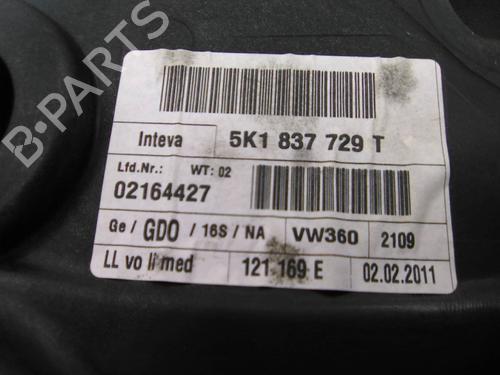 B-PARTS
Inteva 5K1 837 729 T
Lfd.Nr.: WT: 02
02164427
Ge / GDO / 16S / NA VW360 2109
LL vo li med 121 169 E 02.02.2011